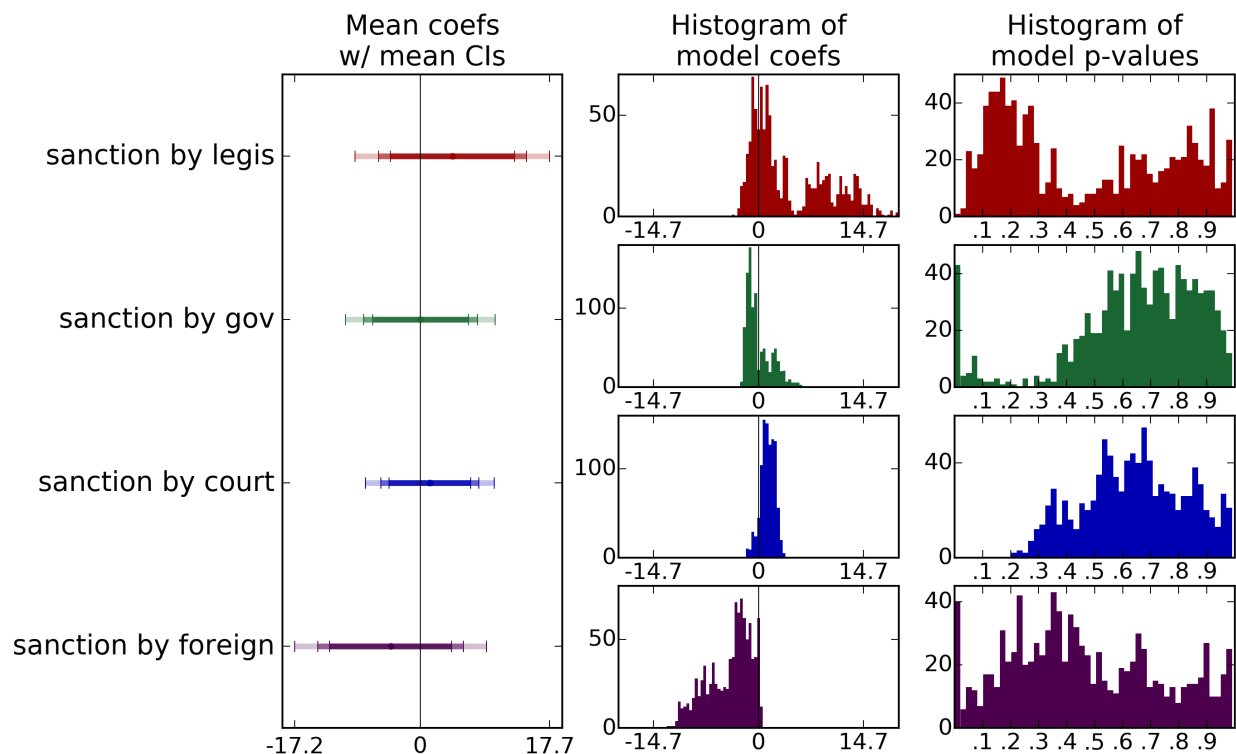 Mean coefs
w/ mean CIs
Histogram of
model coefs
Histogram of
model p-values
sanction by legis
50
0
-14.7 0 14.7
40
20
0
.1 .2 .3 .4 .5 .6 .7 .8 .9
sanction by gov
100
0
-14.7 0 14.7
40
20
0
.1 .2 .3 .4 .5 .6 .7 .8 .9
sanction by court
100
0
-14.7 0 14.7
40
0
.1 .2 .3 .4 .5 .6 .7 .8 .9
sanction by foreign
-17.2 0 17.7
50
0
-14.7 0 14.7
40
20
0
.1 .2 .3 .4 .5 .6 .7 .8 .9